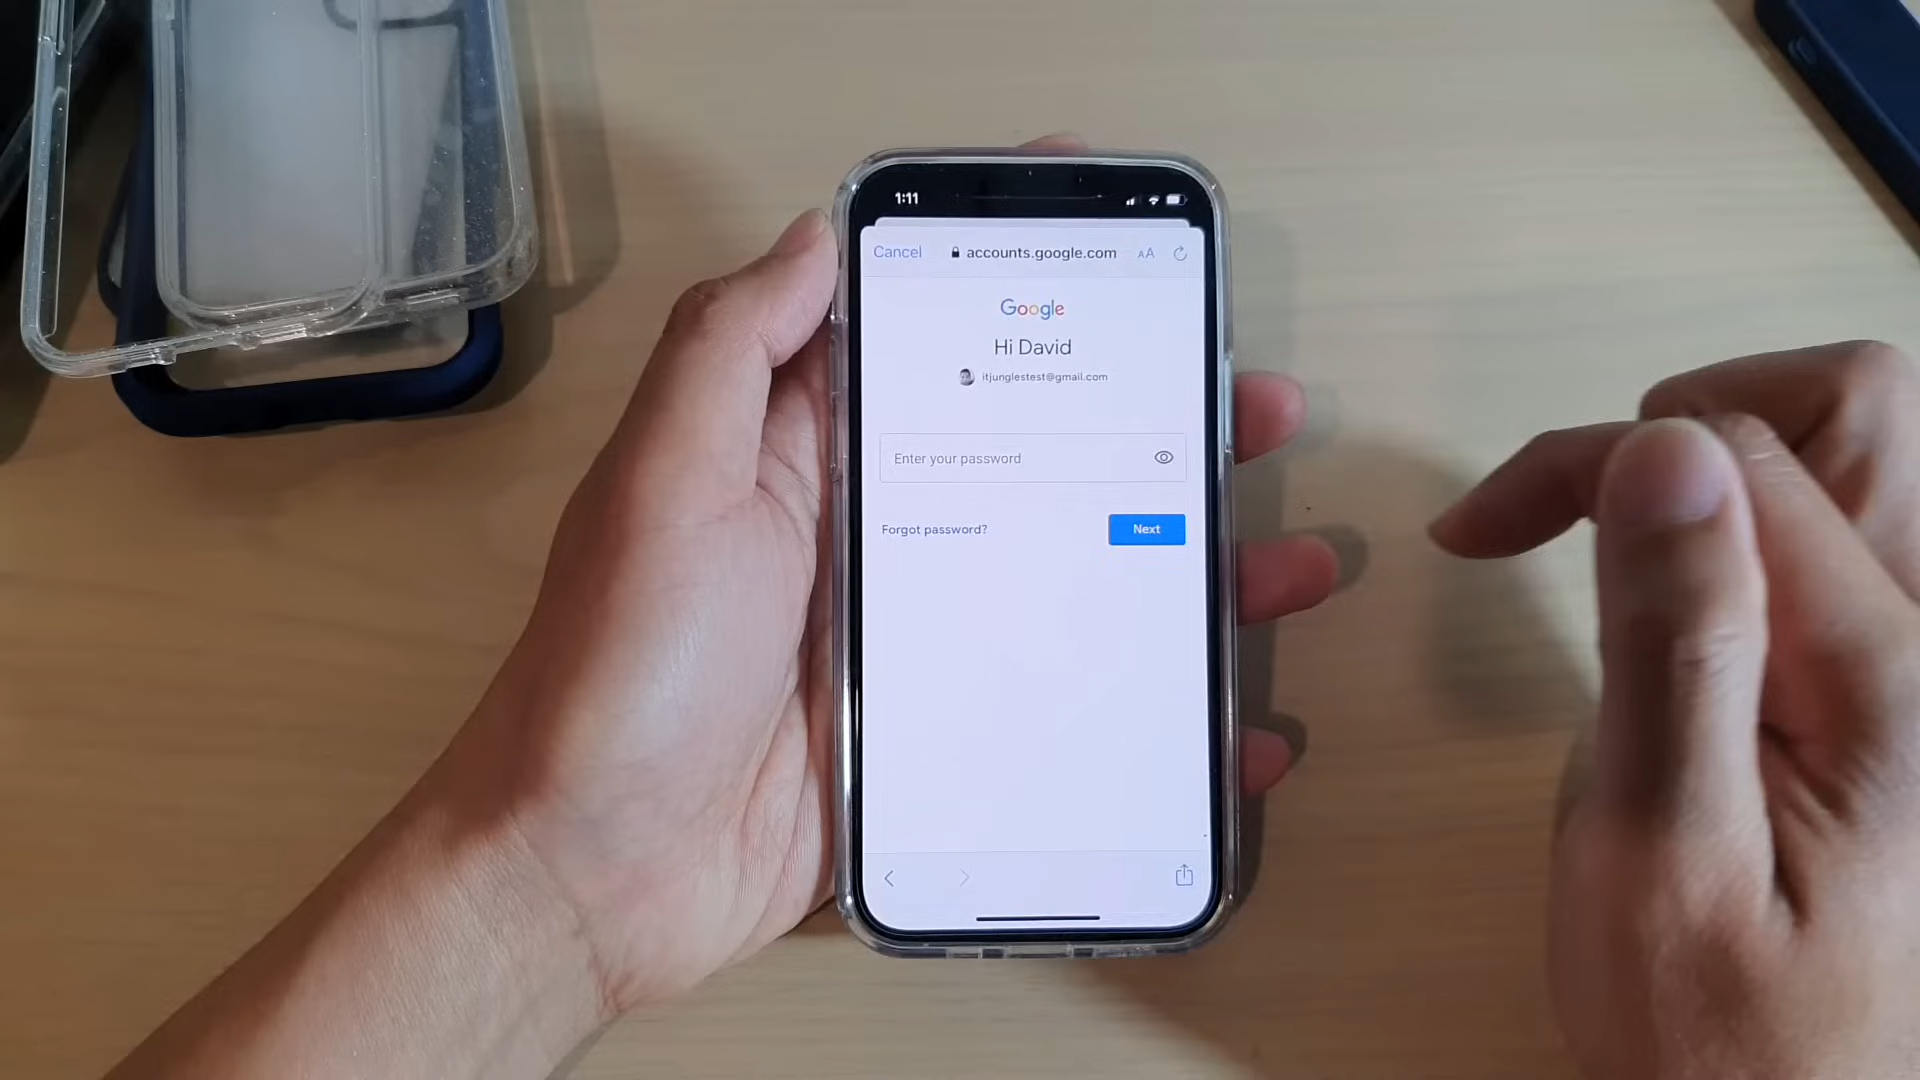 1:11
Cancel accounts.google.com AA
Google
Hi David
itjunglestest@gmail.com
Enter your password
Forgot password? Next